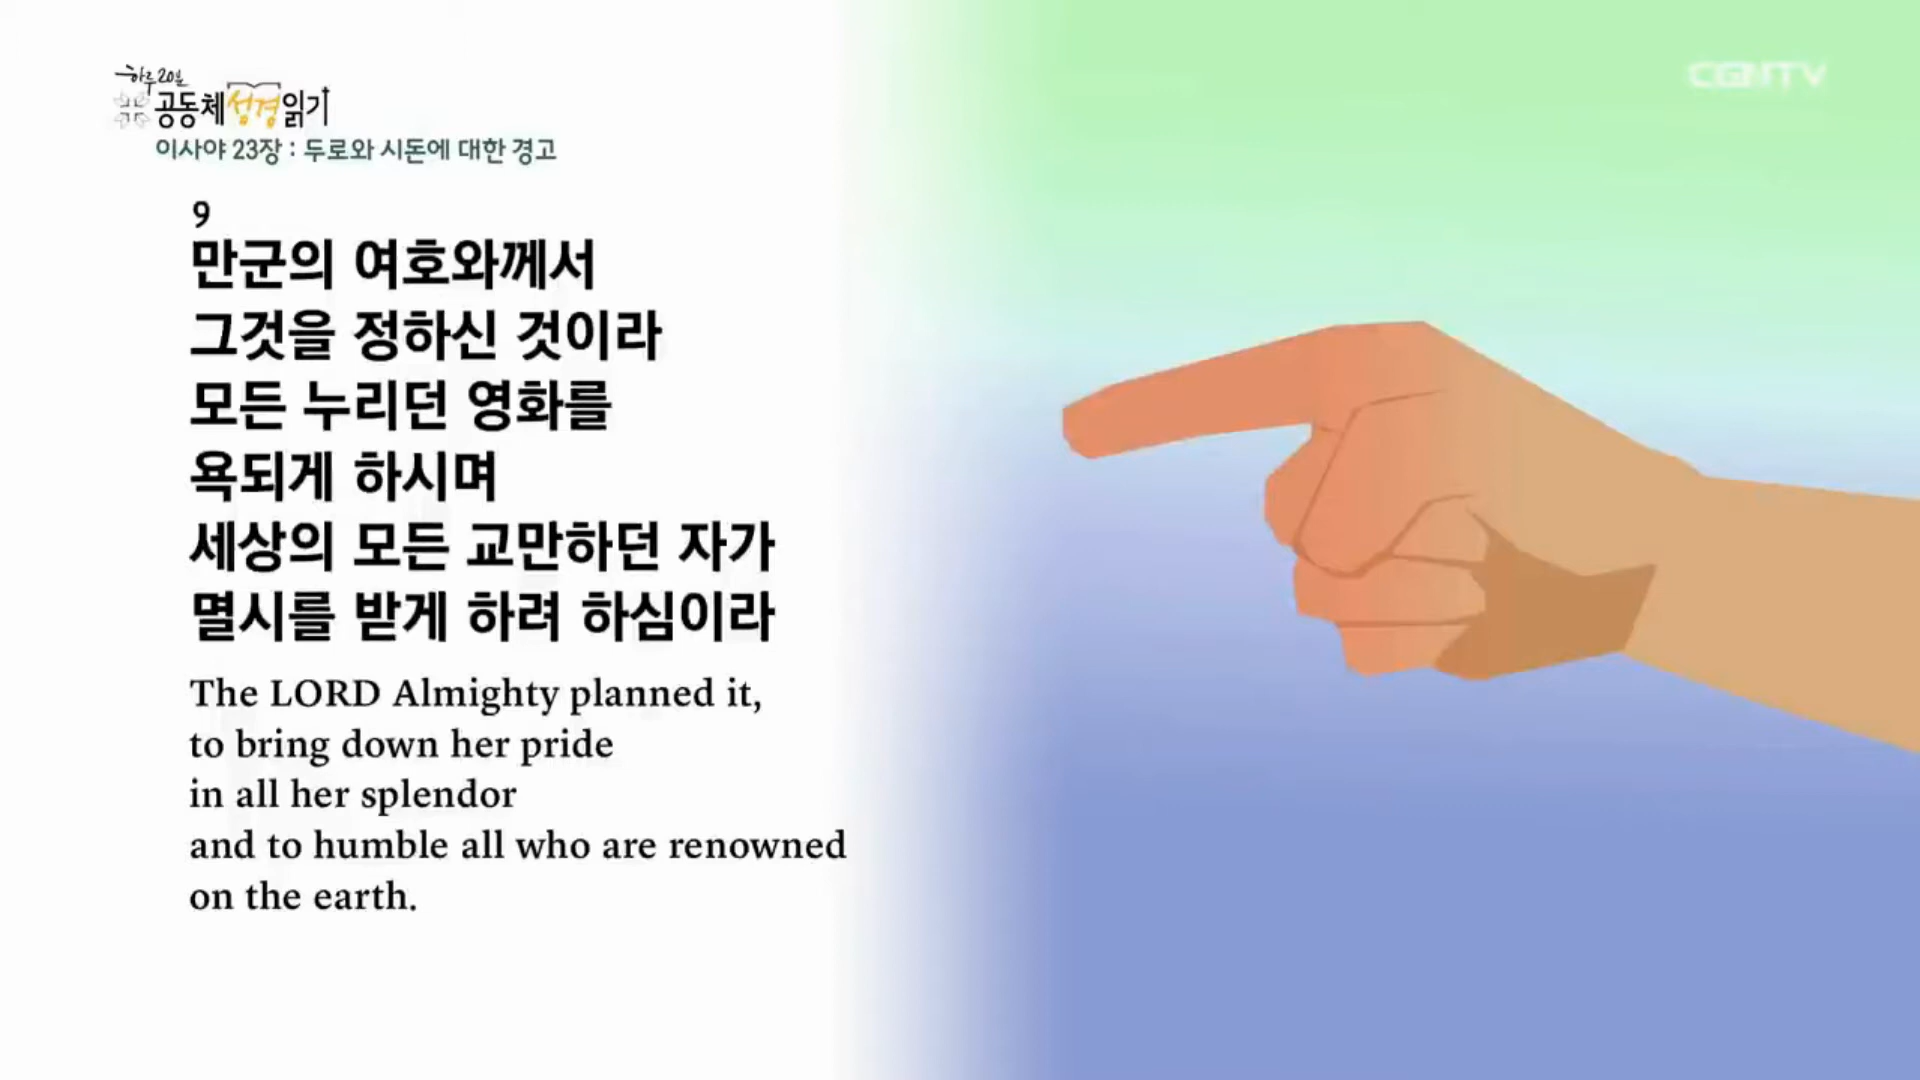 하루 20분
공동체성경읽기
CGNTV
이사야 23장 : 두로와 시돈에 대한 경고
9
만군의 여호와께서
그것을 정하신 것이라
모든 누리던 영화를
욕되게 하시며
세상의 모든 교만하던 자가
멸시를 받게 하려 하심이라
The LORD Almighty planned it,
to bring down her pride
in all her splendor
and to humble all who are renowned
on the earth.